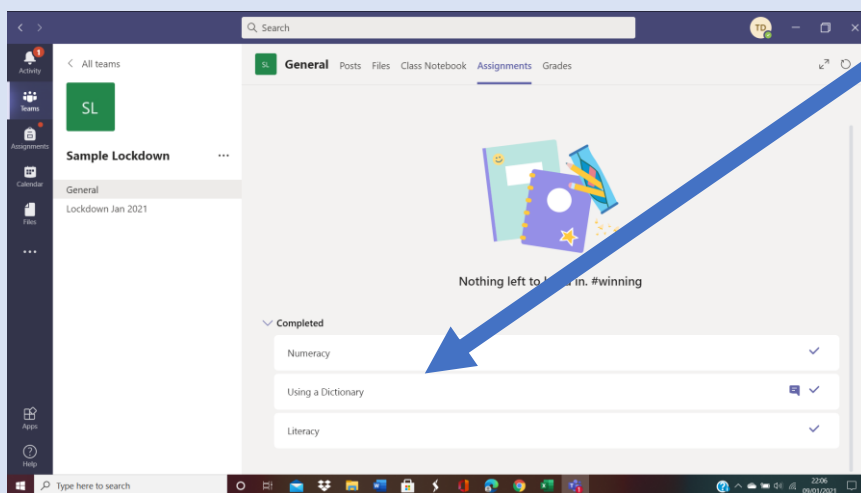 Search
TD
1
Activity
Teams
Assignments
Calendar
Files
Apps
Help
All teams
SL
Sample Lockdown
General
Lockdown Jan 2021
SL
General Posts Files Class Notebook Assignments Grades
Nothing left to in. #winning
Completed
Numeracy
Using a Dictionary
Literacy
Type here to search
22:06
09/01/2021